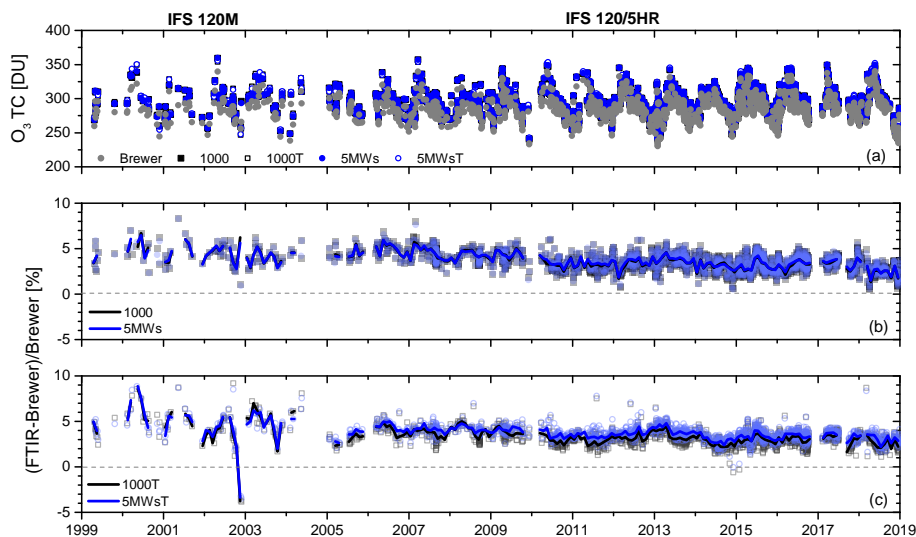 IFS 120M IFS 120/5HR
400
350
300
250
200
O₃ TC [DU]
Brewer 1000 1000T 5MWs 5MWsT
(a)
10
5
0
-5
1000
5MWs
(b)
(FTIR-Brewer)/Brewer [%]
10
5
0
-5
1000T
5MWsT
(c)
1999 2001 2003 2005 2007 2009 2011 2013 2015 2017 2019